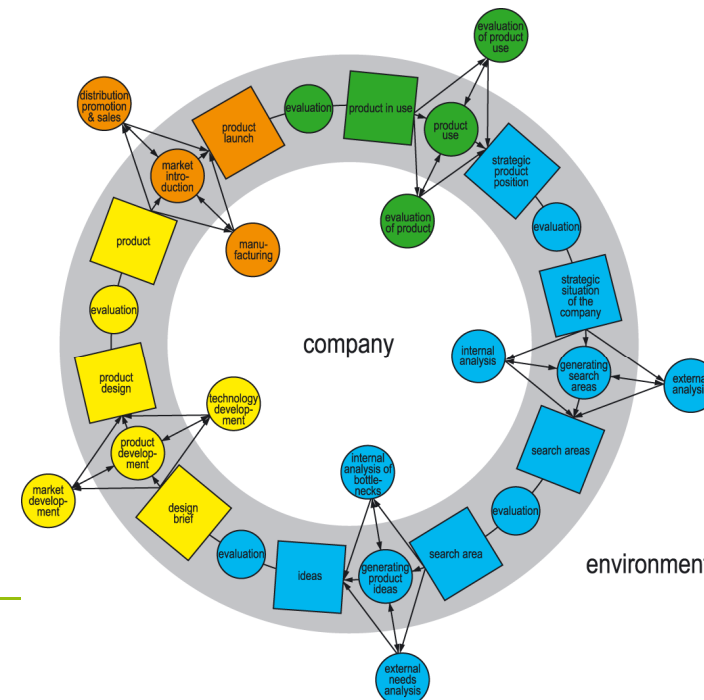 evaluation
of product
use
distribution
promotion
& sales
evaluation
product in use
product
use
product
launch
strategic
product
position
market
intro-
duction
evaluation
of product
evaluation
product
manu-
facturing
strategic
situation
of the
company
evaluation
company
internal
analysis
generating
search
areas
external
analysis
product
design
technology
develop-
ment
product
develop-
ment
search areas
internal
analysis of
bottle-
necks
market
develop-
ment
design
brief
evaluation
evaluation
search area
ideas
generating
product
ideas
environment
external
needs
analysis